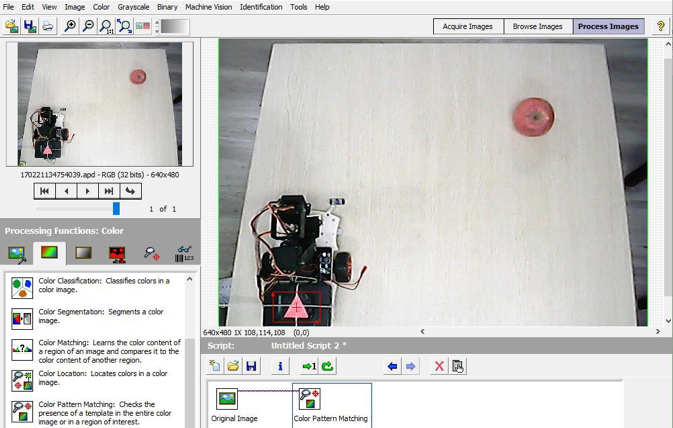 File Edit View Image Color Grayscale Binary Machine Vision Identification Tools Help
1:1
Acquire Images Browse Images Process Images ?
170221134754039.apd - RGB (32 bits) - 640x480
1 of 1
Processing Functions: Color
123
Color Classification: Classifies colors in a
color image.
Color Segmentation: Segments a color
image.
Color Matching: Learns the color content of
a region of an image and compares it to the
color content of another region.
Color Location: Locates colors in a color
image.
Color Pattern Matching: Checks the
presence of a template in the entire color
image or in a region of interest.
640x480 1X 108,114,108 (0,0)
Script: Untitled Script 2 *
i 1
Original Image Color Pattern Matching